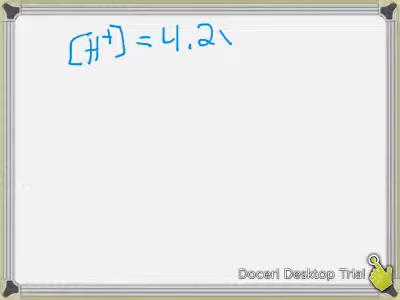 [H⁺] = 4.2
Doceri Desktop Trial